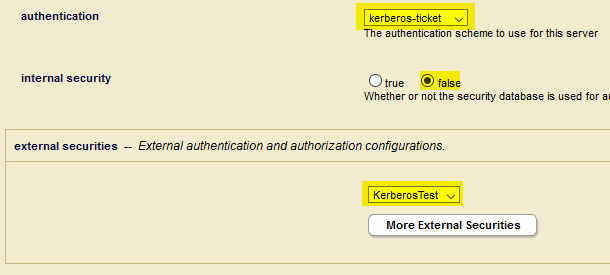 authentication
kerberos-ticket
The authentication scheme to use for this server
internal security
true false
Whether or not the security database is used for au
external securities -- External authentication and authorization configurations.
KerberosTest
More External Securities